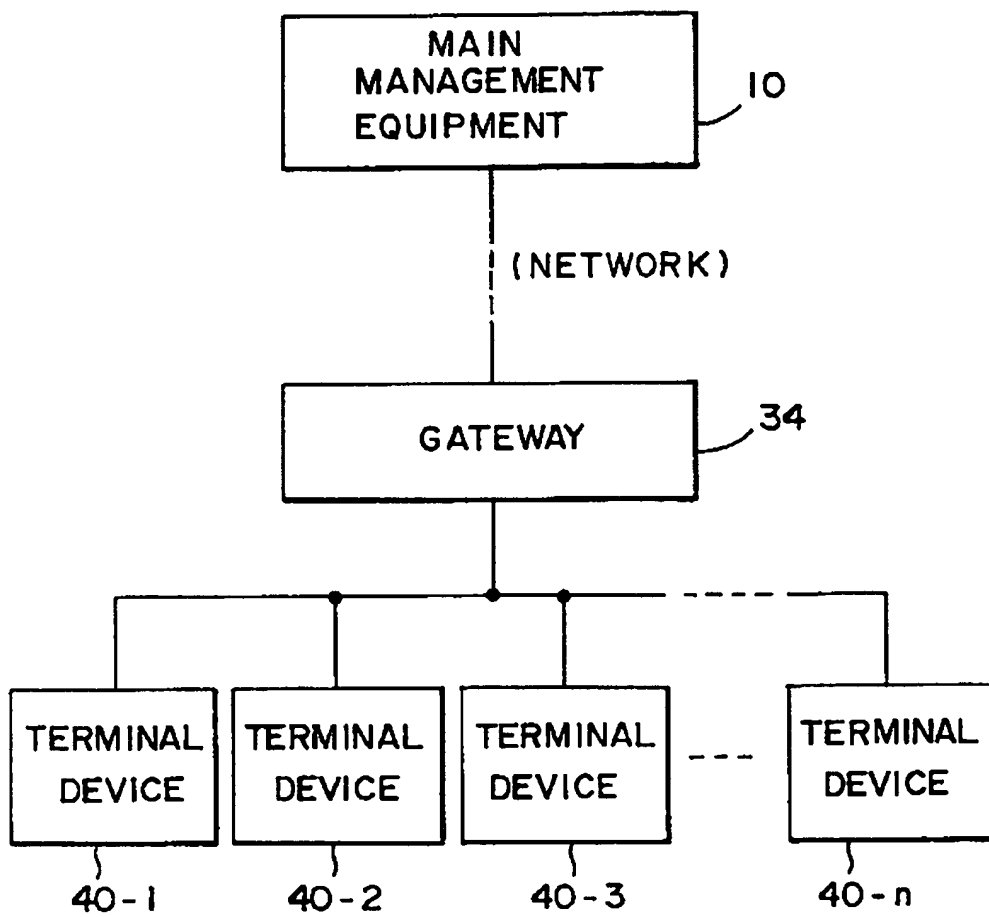 MAIN
MANAGEMENT
EQUIPMENT
10
(NETWORK)
GATEWAY
34
TERMINAL
DEVICE
TERMINAL
DEVICE
TERMINAL
DEVICE
TERMINAL
DEVICE
40-1
40-2
40-3
40-n